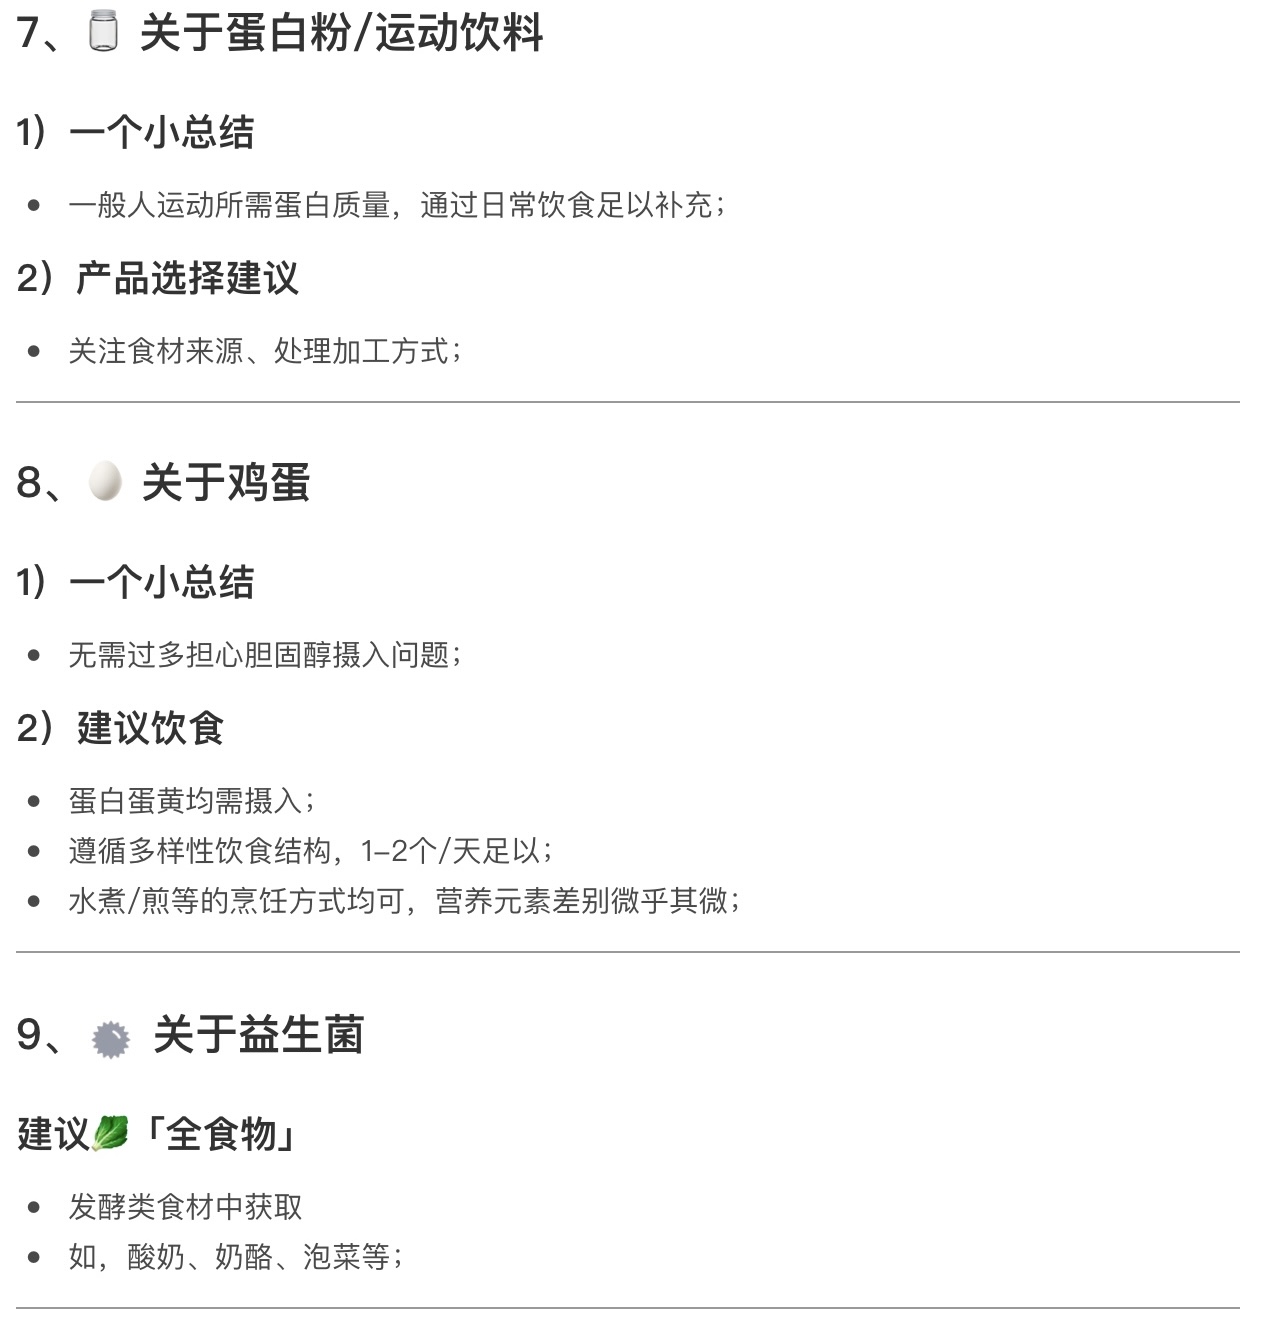 7、 关于蛋白粉/运动饮料
1）一个小总结
• 一般人运动所需蛋白质量，通过日常饮食足以补充；
2）产品选择建议
• 关注食材来源、处理加工方式；
8、 关于鸡蛋
1）一个小总结
• 无需过多担心胆固醇摄入问题；
2）建议饮食
• 蛋白蛋黄均需摄入；
• 遵循多样性饮食结构，1–2个/天足以；
• 水煮/煎等的烹饪方式均可，营养元素差别微乎其微；
9、 关于益生菌
建议🥬「全食物」
• 发酵类食材中获取
• 如，酸奶、奶酪、泡菜等；